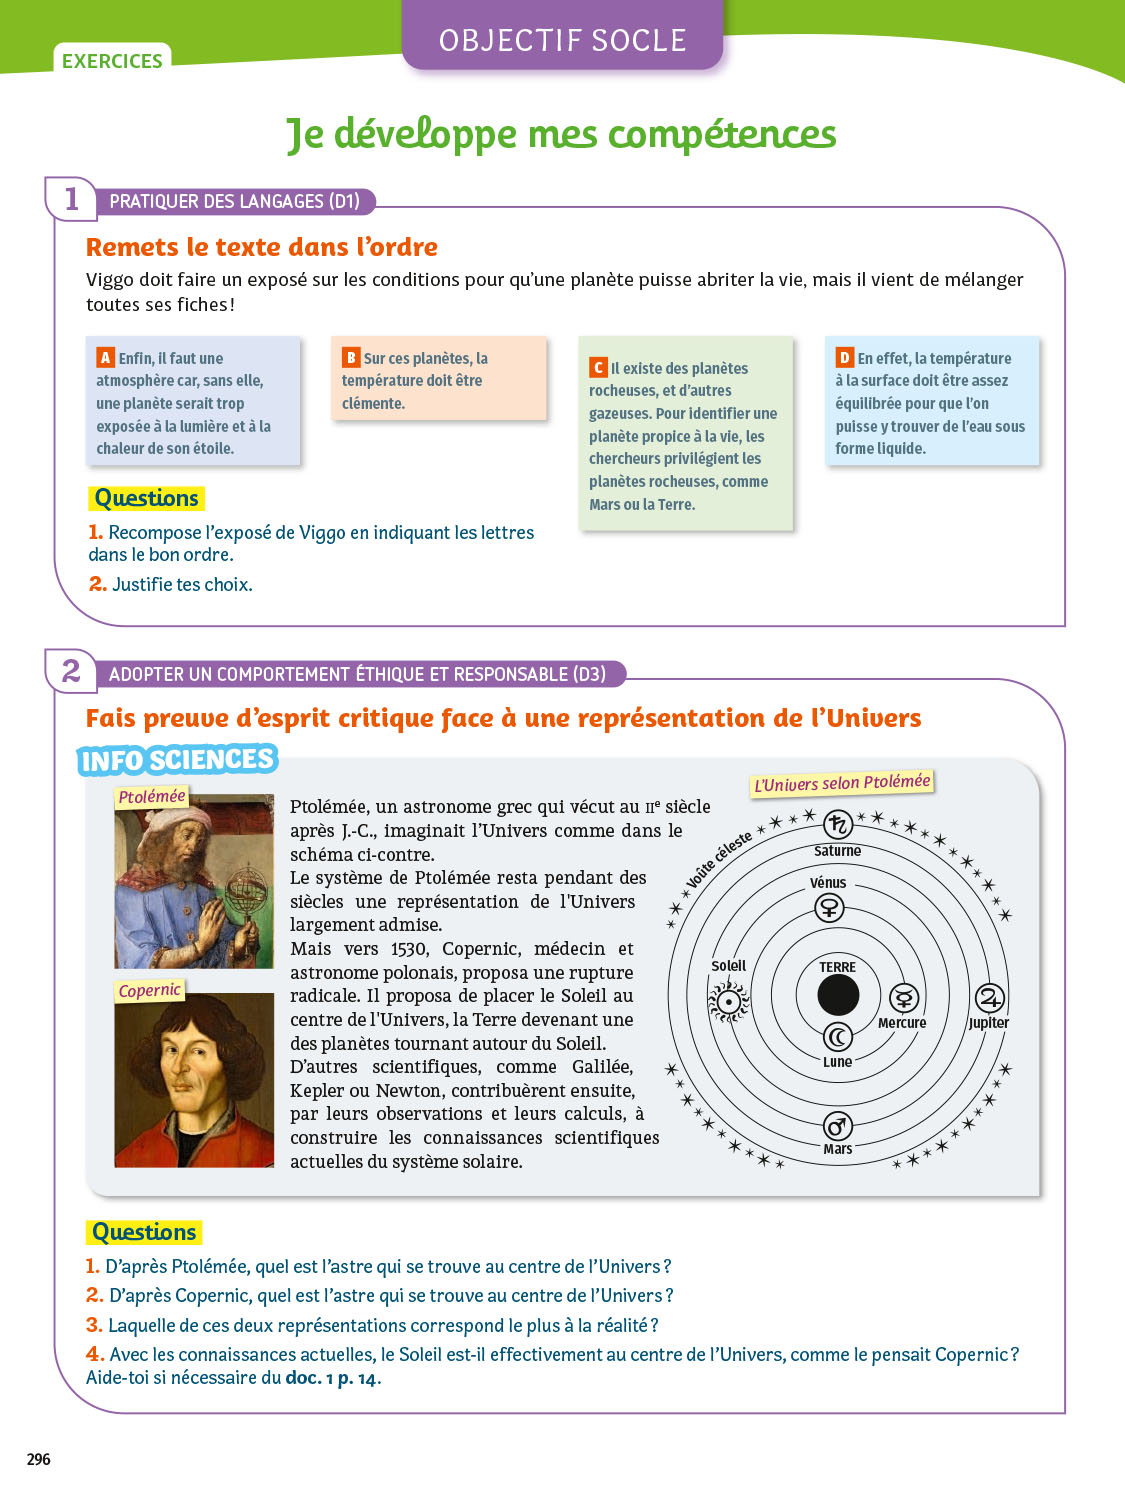 EXERCICES
OBJECTIF SOCLE
Je développe mes compétences
1
PRATIQUER DES LANGAGES (D1)
Remets le texte dans l’ordre
Viggo doit faire un exposé sur les conditions pour qu’une planète puisse abriter la vie, mais il vient de mélanger
toutes ses fiches !
A Enfin, il faut une
atmosphère car, sans elle,
une planète serait trop
exposée à la lumière et à la
chaleur de son étoile.
B Sur ces planètes, la
température doit être
clémente.
C Il existe des planètes
rocheuses, et d’autres
gazeuses. Pour identifier une
planète propice à la vie, les
chercheurs privilégient les
planètes rocheuses, comme
Mars ou la Terre.
D En effet, la température
à la surface doit être assez
équilibrée pour que l’on
puisse y trouver de l’eau sous
forme liquide.
Questions
1. Recompose l’exposé de Viggo en indiquant les lettres
dans le bon ordre.
2. Justifie tes choix.
2
ADOPTER UN COMPORTEMENT ÉTHIQUE ET RESPONSABLE (D3)
Fais preuve d’esprit critique face à une représentation de l’Univers
INFO SCIENCES
Ptolémée
Copernic
Ptolémée, un astronome grec qui vécut au IIe siècle
après J.-C., imaginait l’Univers comme dans le
schéma ci-contre.
Le système de Ptolémée resta pendant des
siècles une représentation de l'Univers
largement admise.
Mais vers 1530, Copernic, médecin et
astronome polonais, proposa une rupture
radicale. Il proposa de placer le Soleil au
centre de l'Univers, la Terre devenant une
des planètes tournant autour du Soleil.
D’autres scientifiques, comme Galilée,
Kepler ou Newton, contribuèrent ensuite,
par leurs observations et leurs calculs, à
construire les connaissances scientifiques
actuelles du système solaire.
L’Univers selon Ptolémée
Voûte céleste
Saturne
Vénus
Soleil
TERRE
Mercure
Jupiter
Lune
Mars
Questions
1. D’après Ptolémée, quel est l’astre qui se trouve au centre de l’Univers ?
2. D’après Copernic, quel est l’astre qui se trouve au centre de l’Univers ?
3. Laquelle de ces deux représentations correspond le plus à la réalité ?
4. Avec les connaissances actuelles, le Soleil est-il effectivement au centre de l’Univers, comme le pensait Copernic ?
Aide-toi si nécessaire du doc. 1 p. 14.
296